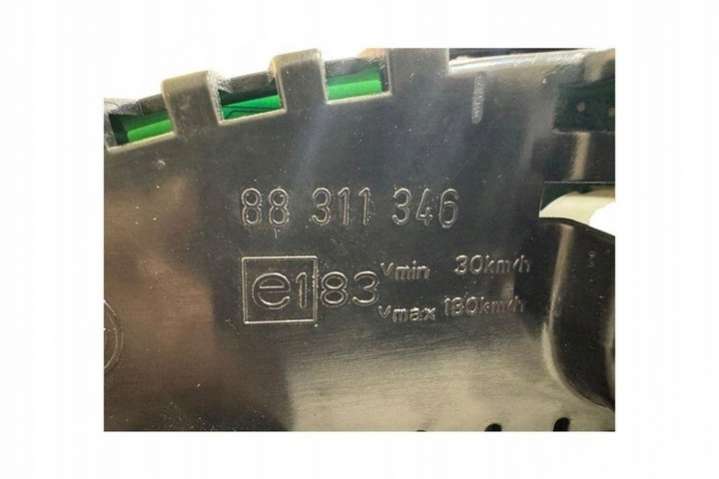 88 311 346
e1 83 vmin 30km/h
vmax 180km/h